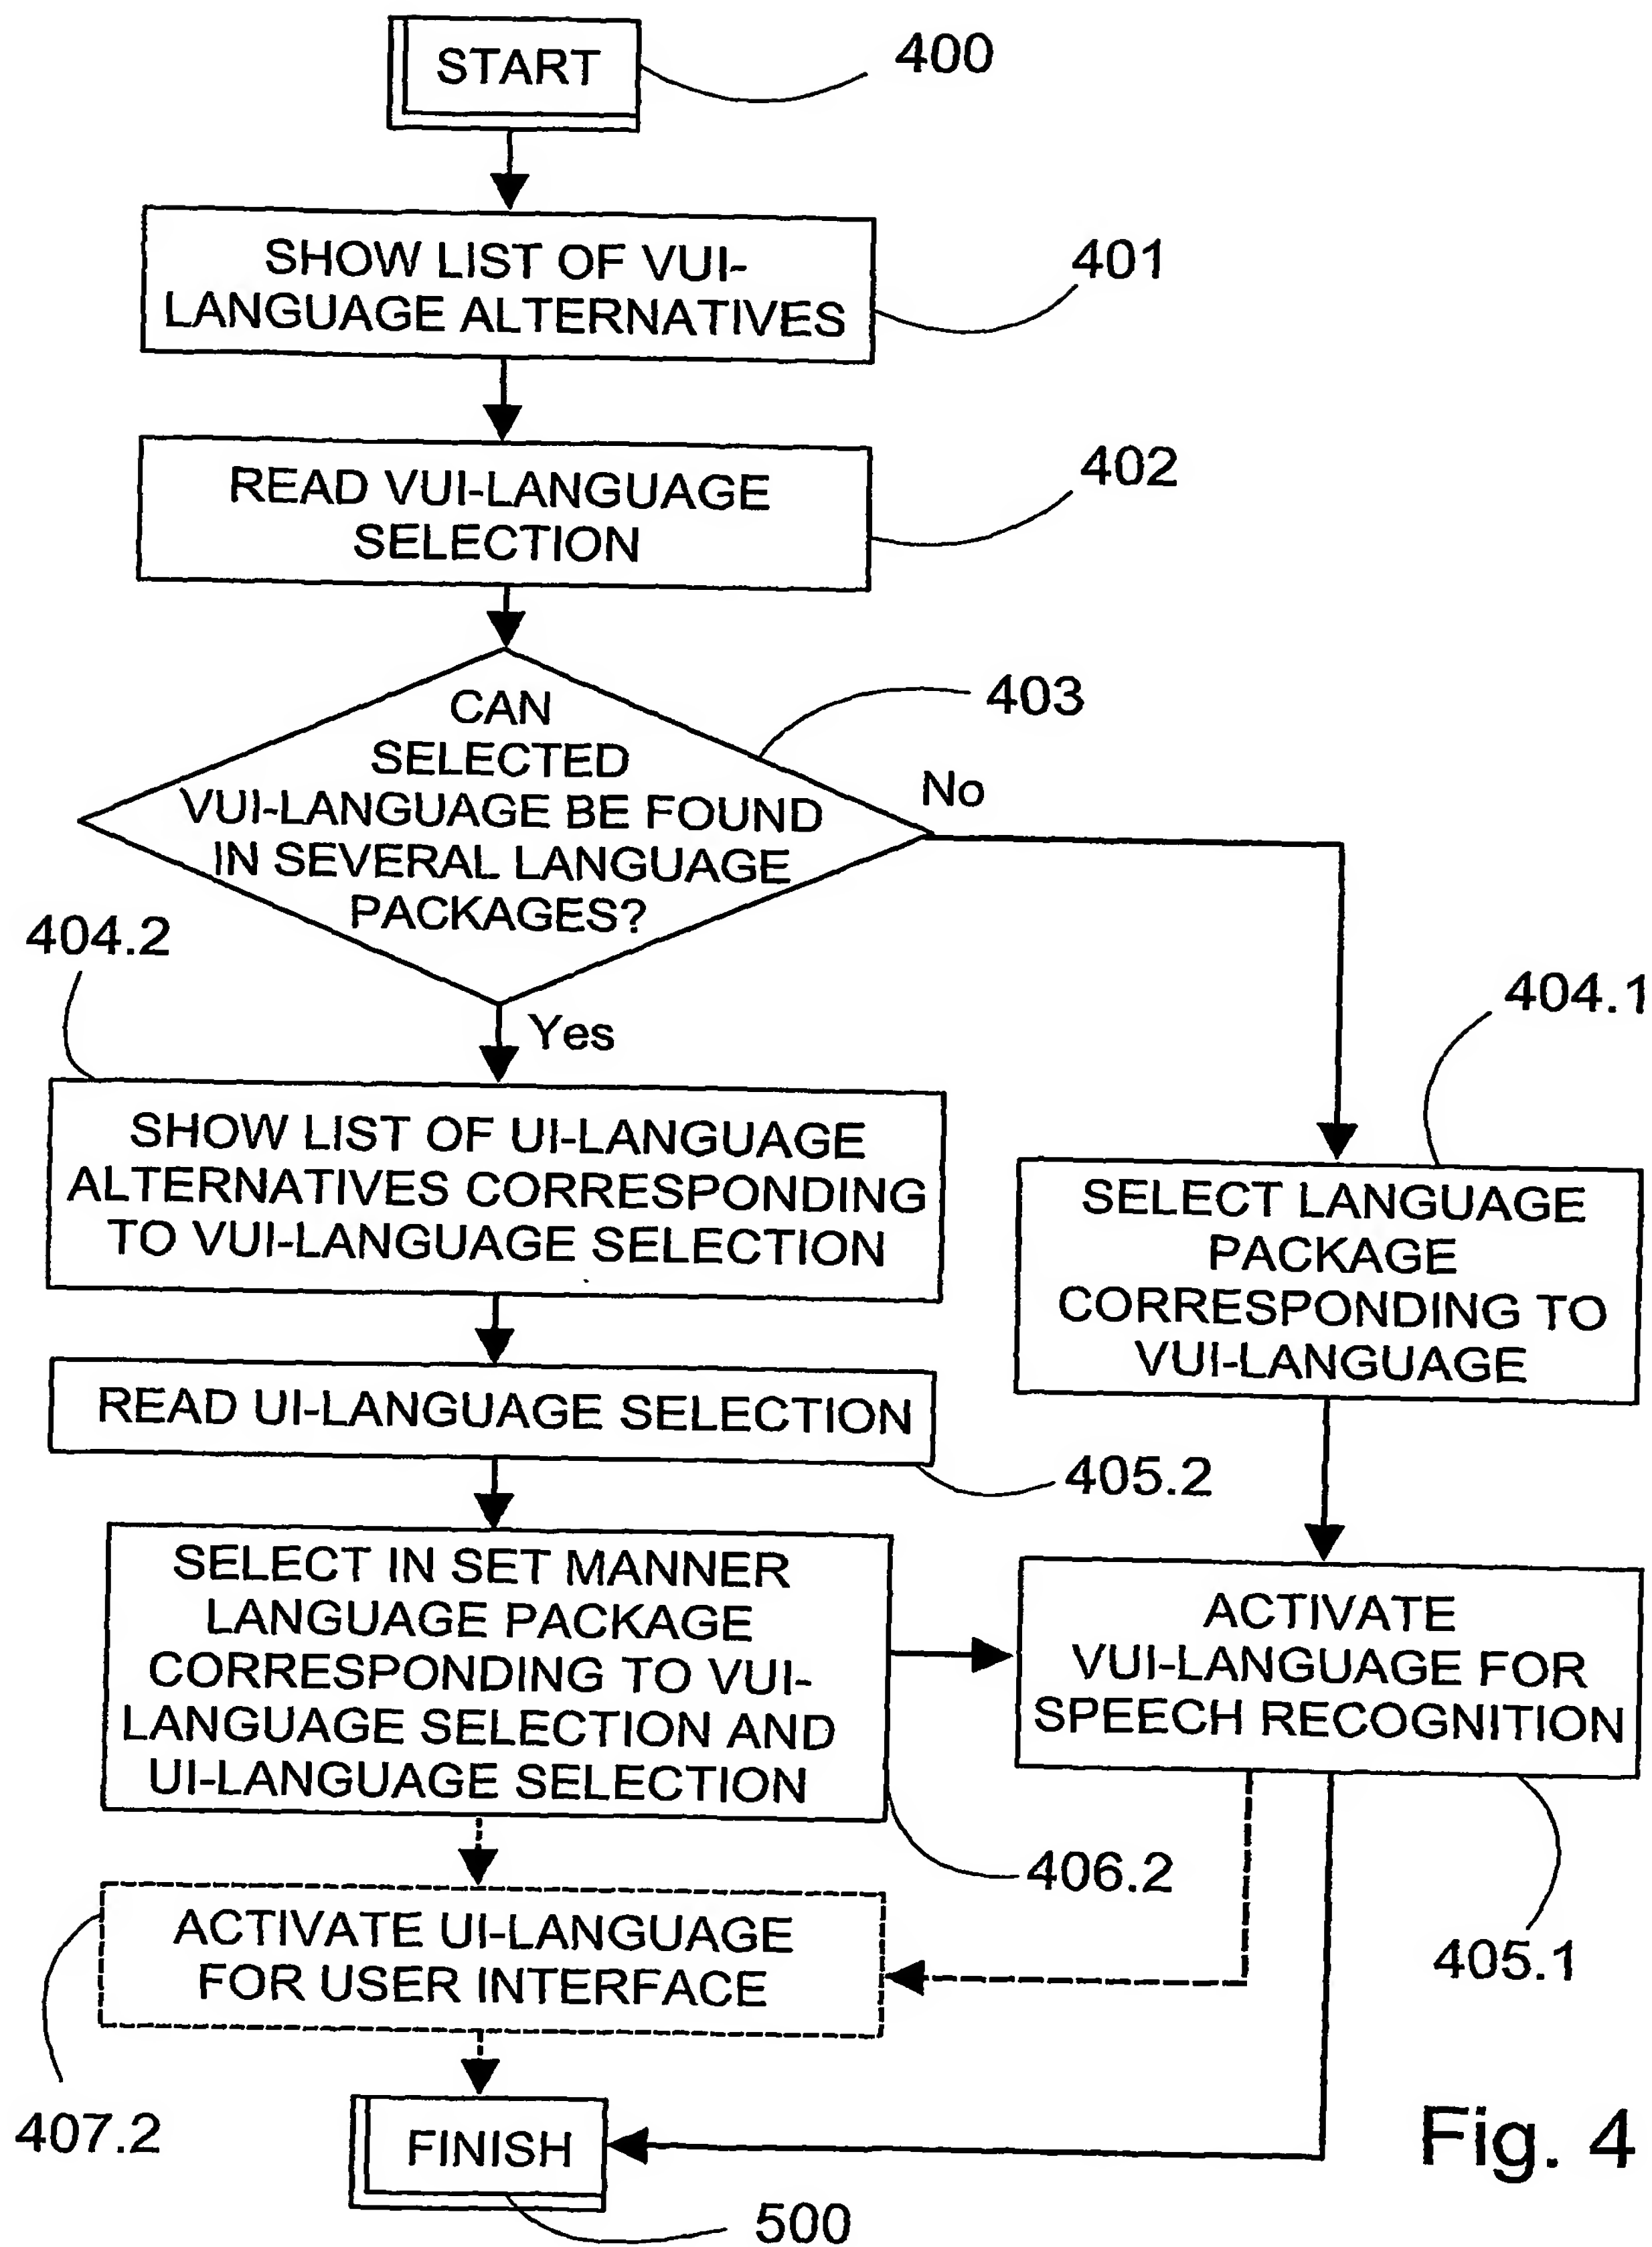 START
400
SHOW LIST OF VUI-
LANGUAGE ALTERNATIVES
401
READ VUI-LANGUAGE
SELECTION
402
CAN
SELECTED
VUI-LANGUAGE BE FOUND
IN SEVERAL LANGUAGE
PACKAGES?
403
No
Yes
404.2
SHOW LIST OF UI-LANGUAGE
ALTERNATIVES CORRESPONDING
TO VUI-LANGUAGE SELECTION
404.1
SELECT LANGUAGE
PACKAGE
CORRESPONDING TO
VUI-LANGUAGE
READ UI-LANGUAGE SELECTION
405.2
SELECT IN SET MANNER
LANGUAGE PACKAGE
CORRESPONDING TO VUI-
LANGUAGE SELECTION AND
UI-LANGUAGE SELECTION
406.2
ACTIVATE
VUI-LANGUAGE FOR
SPEECH RECOGNITION
405.1
ACTIVATE UI-LANGUAGE
FOR USER INTERFACE
407.2
FINISH
500
Fig. 4